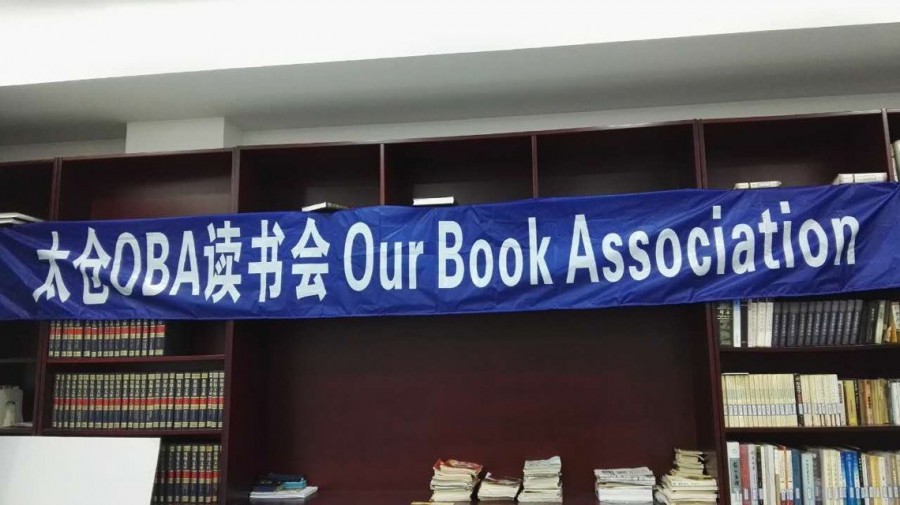 太仓OBA读书会 Our Book Association